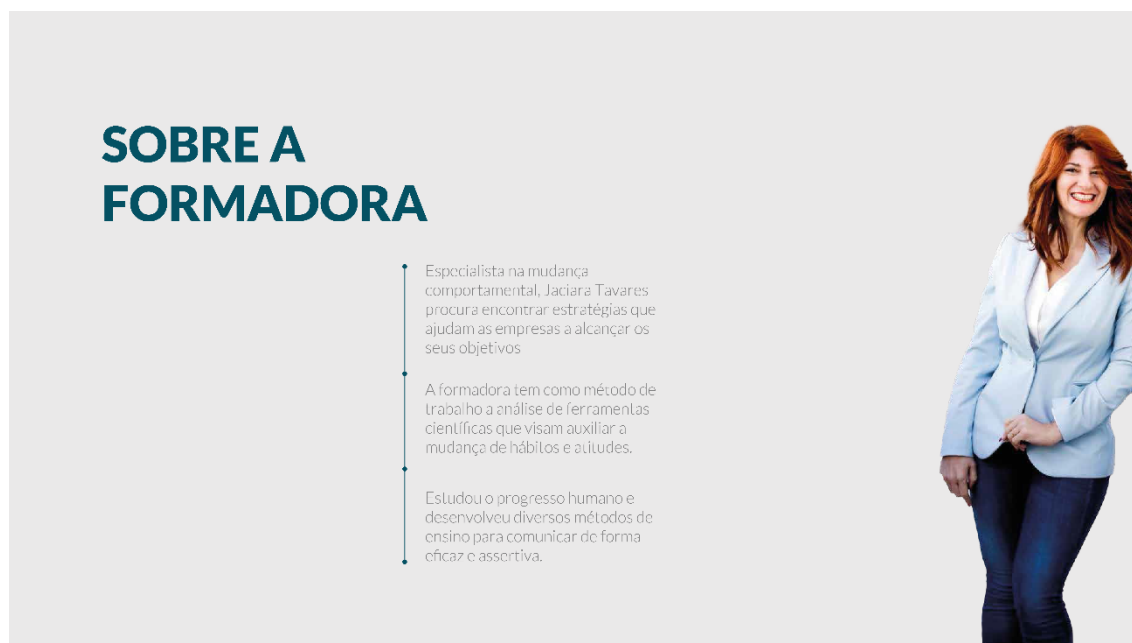 SOBRE A
FORMADORA
Especialista na mudança
comportamental, Jaciara Tavares
procura encontrar estratégias que
ajudam as empresas a alcançar os
seus objetivos
A formadora tem como método de
trabalho a análise de ferramentas
científicas que visam auxiliar a
mudança de hábitos e atitudes.
Estudou o progresso humano e
desenvolveu diversos métodos de
ensino para comunicar de forma
eficaz e assertiva.